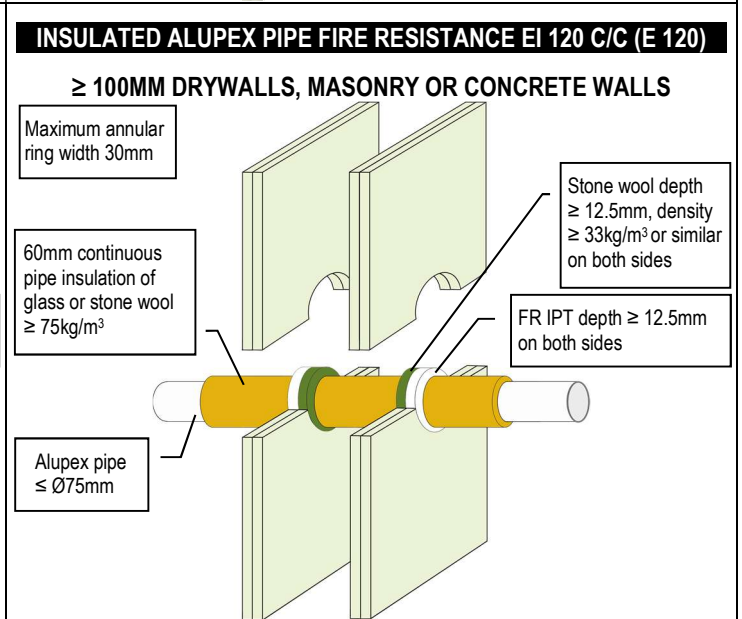 INSULATED ALUPEX PIPE FIRE RESISTANCE EI 120 C/C (E 120)
≥ 100MM DRYWALLS, MASONRY OR CONCRETE WALLS
Maximum annular
ring width 30mm
Stone wool depth
≥ 12.5mm, density
≥ 33kg/m³ or similar
on both sides
60mm continuous
pipe insulation of
glass or stone wool
≥ 75kg/m³
FR IPT depth ≥ 12.5mm
on both sides
Alupex pipe
≤ Ø75mm